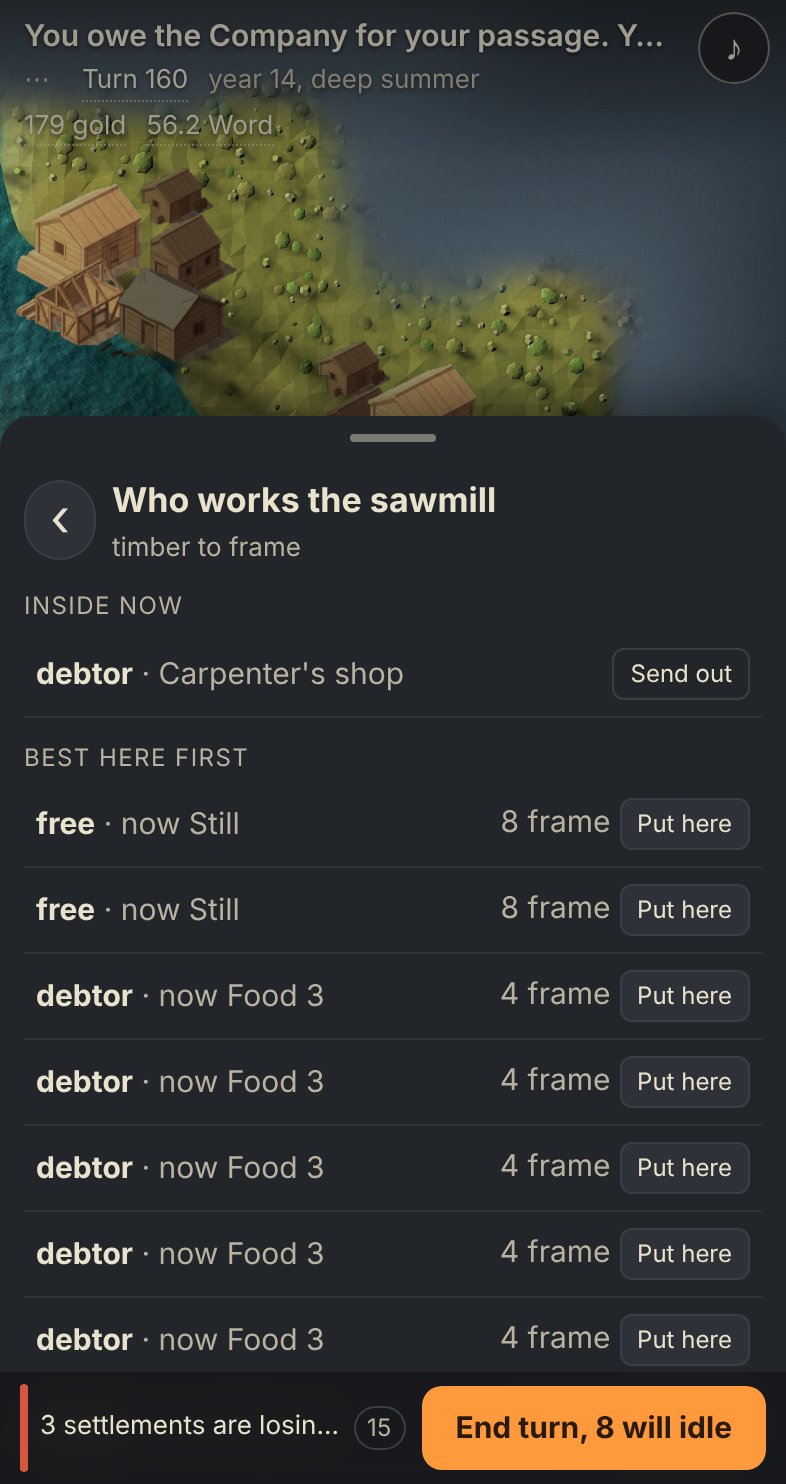 You owe the Company for your passage. Y...
... Turn 160 year 14, deep summer
179 gold 56.2 Word
♪
Who works the sawmill
timber to frame
INSIDE NOW
debtor · Carpenter's shop Send out
BEST HERE FIRST
free · now Still 8 frame Put here
free · now Still 8 frame Put here
debtor · now Food 3 4 frame Put here
debtor · now Food 3 4 frame Put here
debtor · now Food 3 4 frame Put here
debtor · now Food 3 4 frame Put here
debtor · now Food 3 4 frame Put here
3 settlements are losin... 15 End turn, 8 will idle